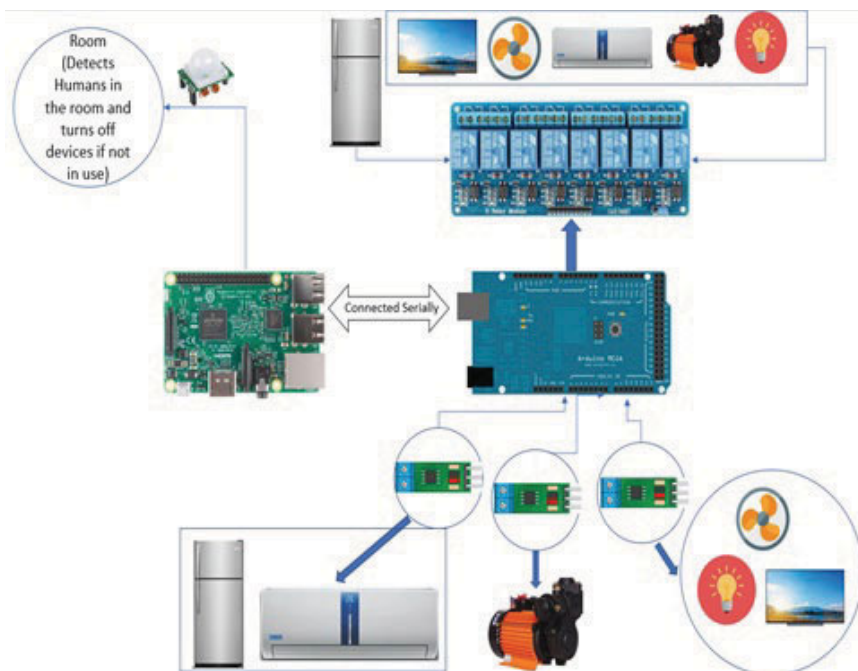 Room
(Detects
Humans in
the room and
turns off
devices if not
in use)
Connected Serially
Arduino MEGA